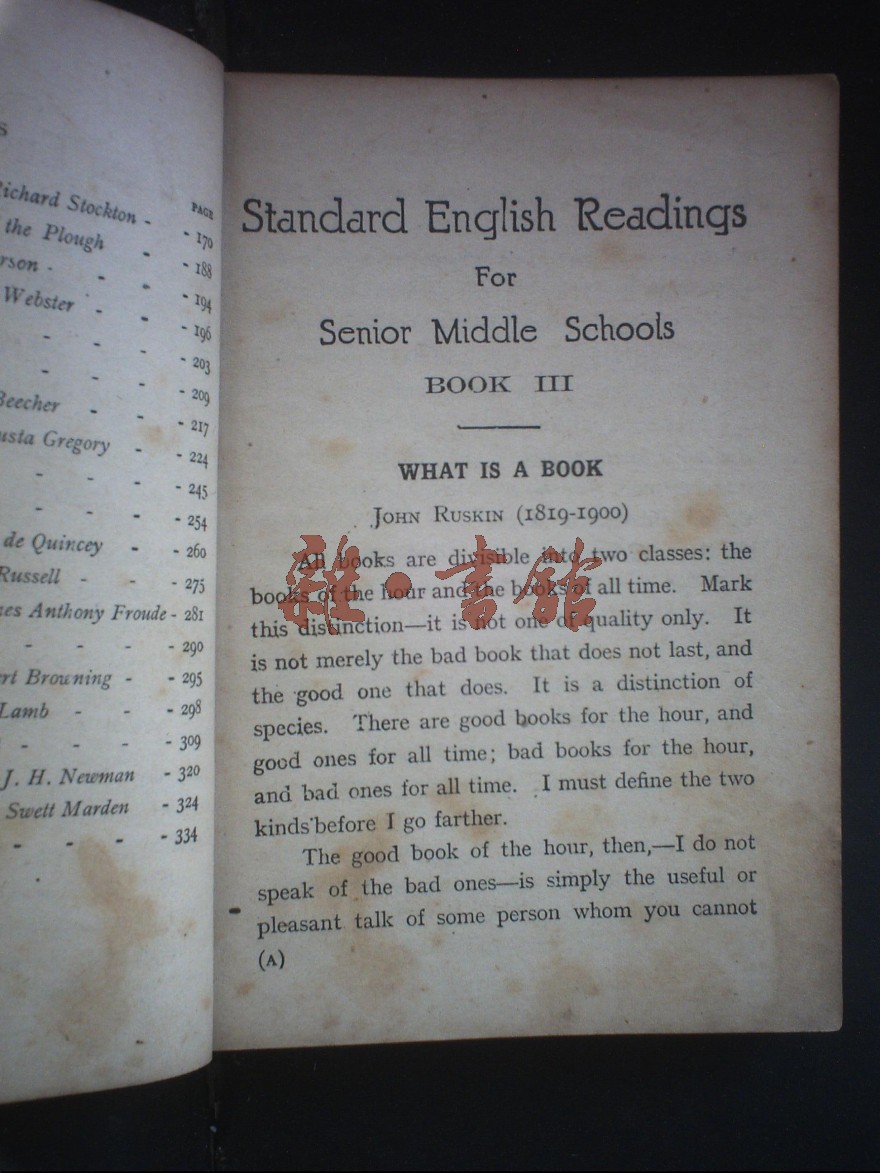 S
PAGE
Richard Stockton - - 170
the Plough - - 188
rson - - - 194
Webster - - - 196
- - - 203
- - - 209
Beecher - - - 217
usta Gregory - - 224
- - - - 245
- - - - 254
de Quincey - - 260
Russell - - - 275
es Anthony Froude - 281
- - - - 290
rt Browning - - 295
Lamb - - - 298
- - - - 309
J. H. Newman - 320
Swett Marden - 324
- - - - 334
Standard English Readings
For
Senior Middle Schools
BOOK III
WHAT IS A BOOK
JOHN RUSKIN (1819-1900)
All books are divisible into two classes: the
books of the hour and the books of all time. Mark
this distinction—it is not one of quality only. It
is not merely the bad book that does not last, and
the good one that does. It is a distinction of
species. There are good books for the hour, and
good ones for all time; bad books for the hour,
and bad ones for all time. I must define the two
kinds before I go farther.
The good book of the hour, then,—I do not
speak of the bad ones—is simply the useful or
pleasant talk of some person whom you cannot
(A)
雜·書館